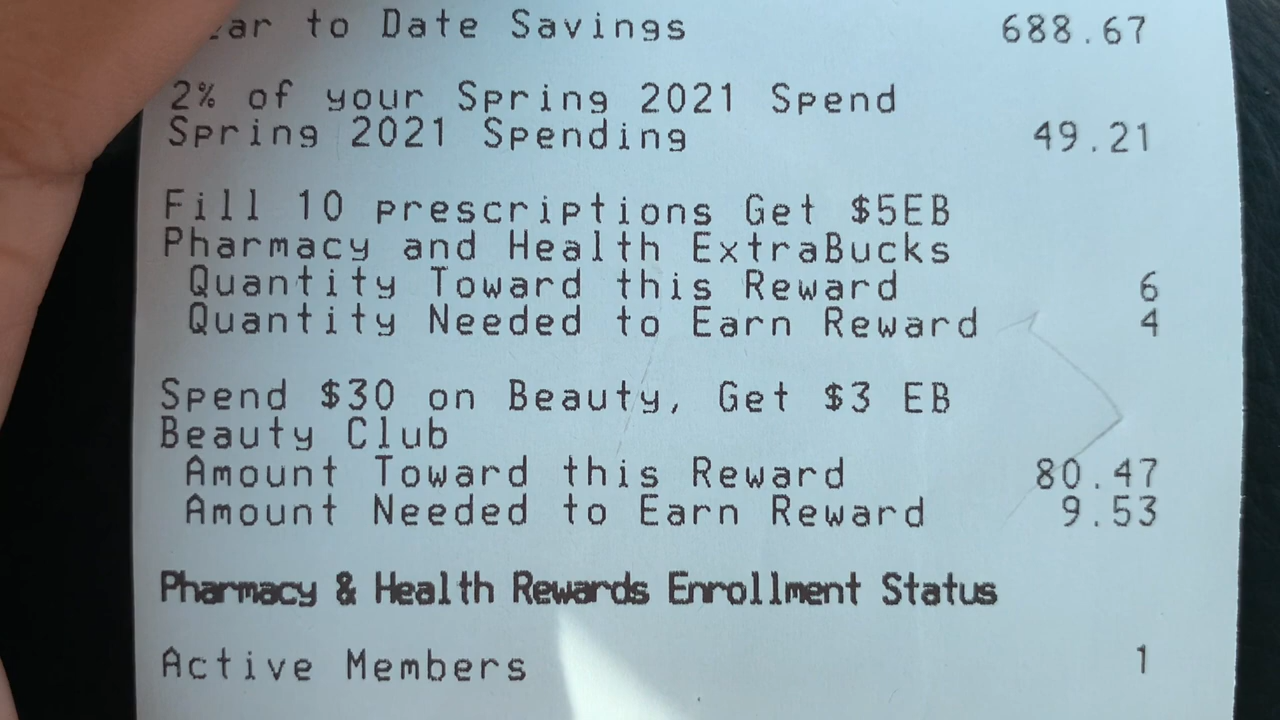 to Date Savings 688.67
2% of your Spring 2021 Spend
Spring 2021 Spending 49.21
Fill 10 prescriptions Get $5EB
Pharmacy and Health ExtraBucks
Quantity Toward this Reward 6
Quantity Needed to Earn Reward 4
Spend $30 on Beauty, Get $3 EB
Beauty Club
Amount Toward this Reward 80.47
Amount Needed to Earn Reward 9.53
Pharmacy & Health Rewards Enrollment Status
Active Members 1